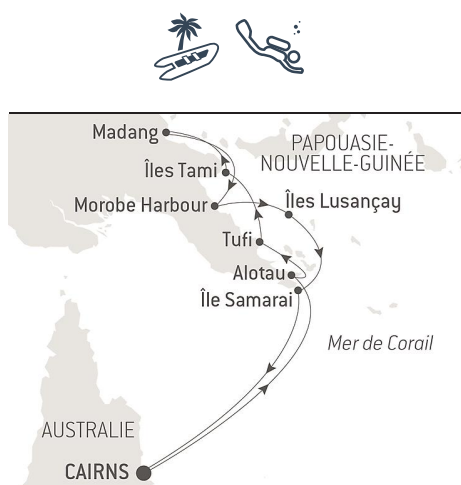 Madang
PAPOUASIE-
NOUVELLE-GUINÉE
Îles Tami
Morobe Harbour
Îles Lusançay
Tufi
Alotau
Île Samarai
Mer de Corail
AUSTRALIE
CAIRNS